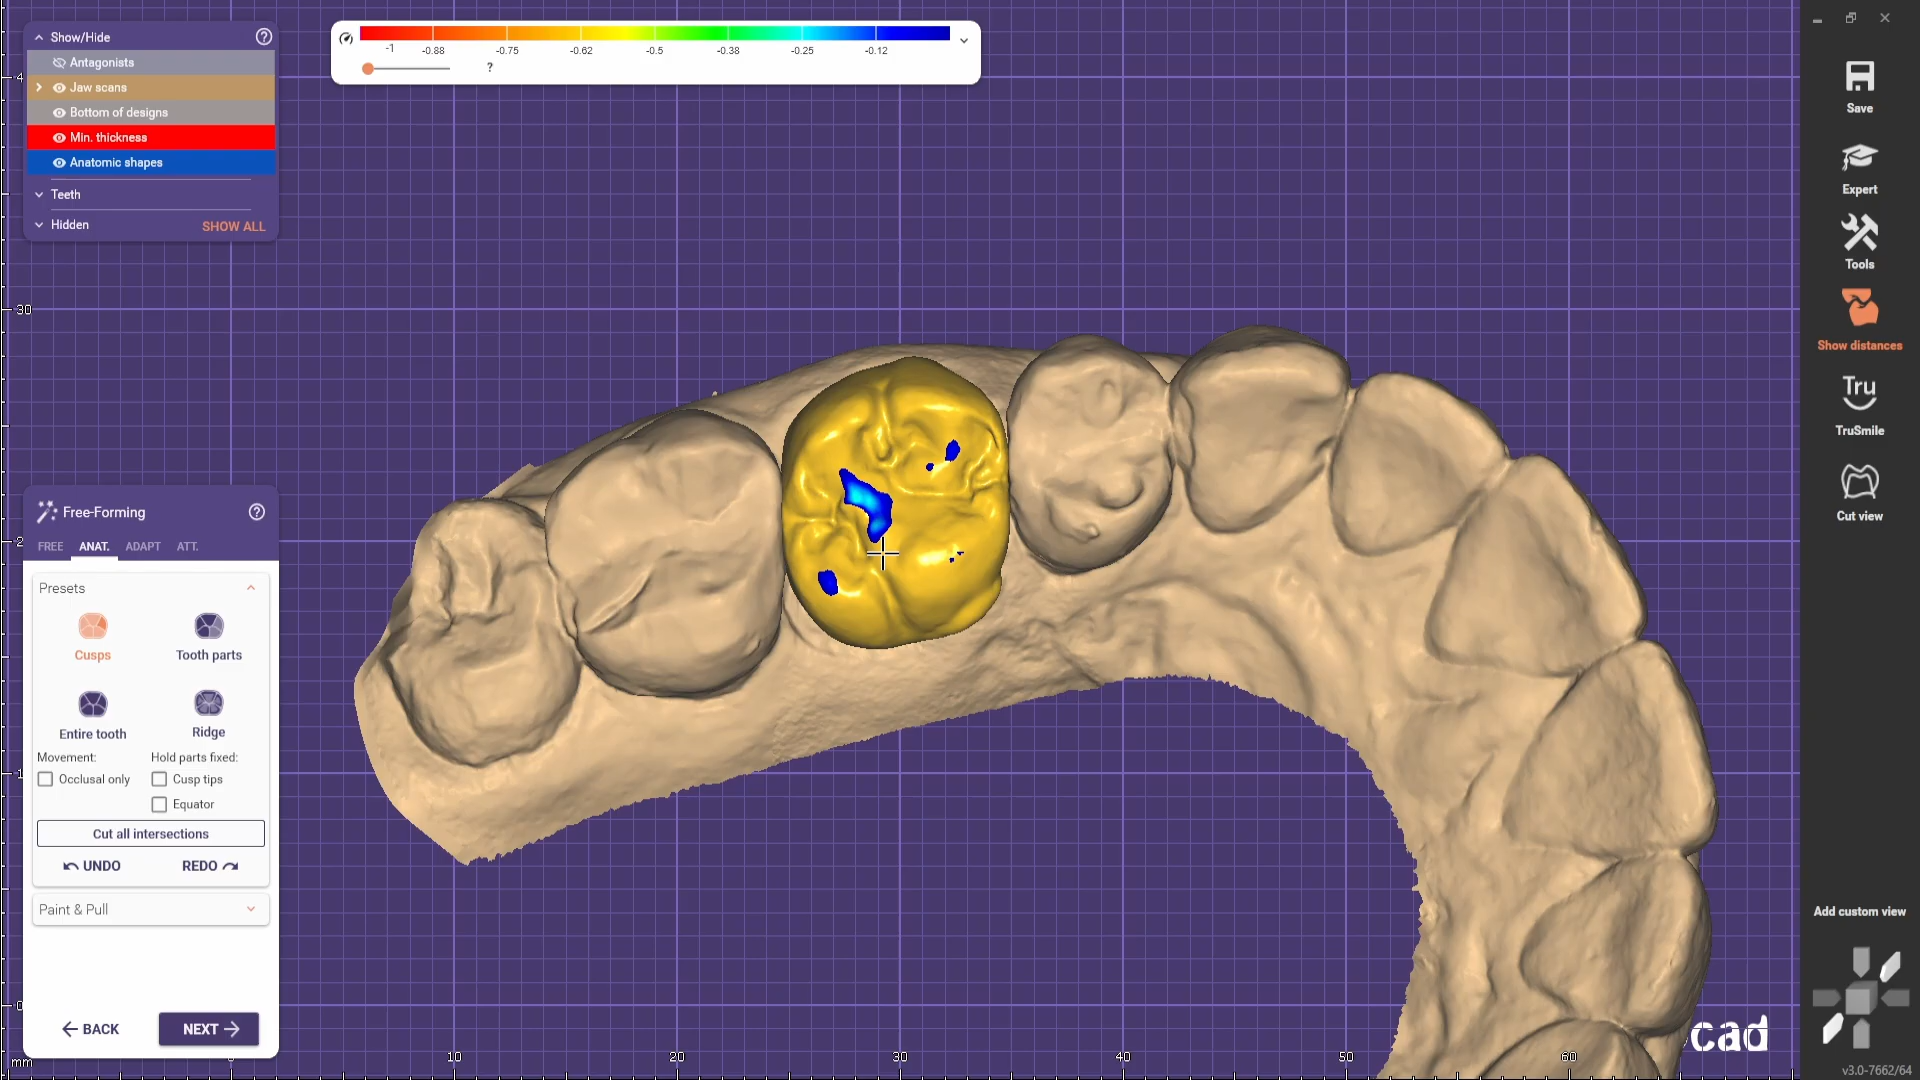 Show/Hide
Antagonists
Jaw scans
Bottom of designs
Min. thickness
Anatomic shapes
Teeth
Hidden SHOW ALL
-1 -0.88 -0.75 -0.62 -0.5 -0.38 -0.25 -0.12
?
Save
Expert
Tools
Show distances
Tru
TruSmile
Cut view
Add custom view
30
Free-Forming
FREE ANAT. ADAPT ATT.
Presets
Cusps Tooth parts
Entire tooth Ridge
Movement: Hold parts fixed:
Occlusal only Cusp tips
Equator
Cut all intersections
UNDO REDO
Paint & Pull
BACK NEXT
mm 10 20 30 40 50 60
cad
v3.0-7662/64